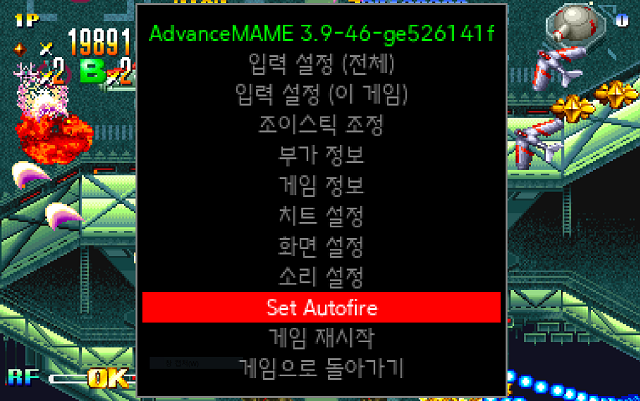 1P
19891
x 2
B x 2
0
AdvanceMAME 3.9-46-ge526141f
입력 설정 (전체)
입력 설정 (이 게임)
조이스틱 조정
부가 정보
게임 정보
치트 설정
화면 설정
소리 설정
Set Autofire
게임 재시작
게임으로 돌아가기
RF OK